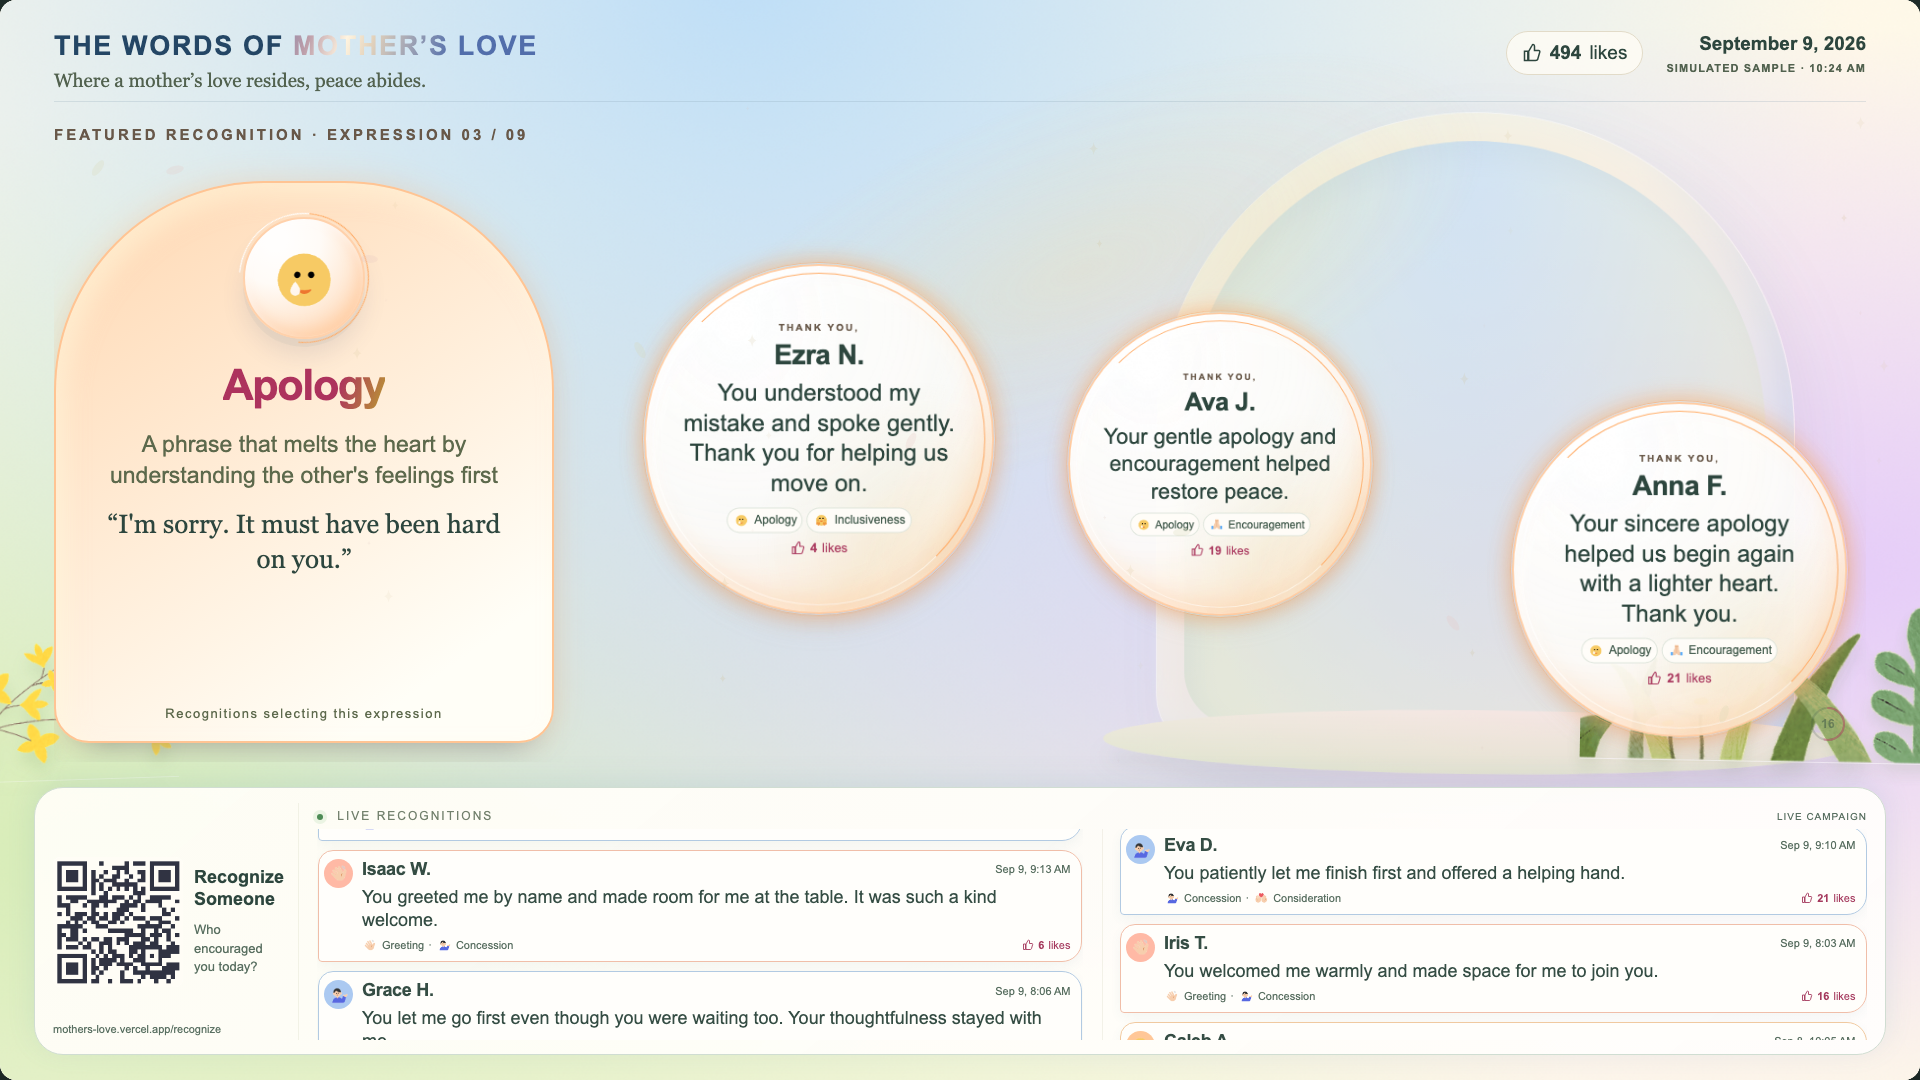 THE WORDS OF MOTHER’S LOVE
Where a mother’s love resides, peace abides.
494 likes
September 9, 2026
SIMULATED SAMPLE · 10:24 AM
FEATURED RECOGNITION · EXPRESSION 03 / 09
Apology
A phrase that melts the heart by
understanding the other's feelings first
“I'm sorry. It must have been hard
on you.”
Recognitions selecting this expression
THANK YOU,
Ezra N.
You understood my
mistake and spoke gently.
Thank you for helping us
move on.
Apology Inclusiveness
4 likes
THANK YOU,
Ava J.
Your gentle apology and
encouragement helped
restore peace.
Apology Encouragement
19 likes
THANK YOU,
Anna F.
Your sincere apology
helped us begin again
with a lighter heart.
Thank you.
Apology Encouragement
21 likes
16
Recognize
Someone
Who
encouraged
you today?
mothers-love.vercel.app/recognize
LIVE RECOGNITIONS
LIVE CAMPAIGN
Isaac W.
Sep 9, 9:13 AM
You greeted me by name and made room for me at the table. It was such a kind
welcome.
Greeting · Concession
6 likes
Grace H.
Sep 9, 8:06 AM
You let me go first even though you were waiting too. Your thoughtfulness stayed with
me.
Eva D.
Sep 9, 9:10 AM
You patiently let me finish first and offered a helping hand.
Concession · Consideration
21 likes
Iris T.
Sep 9, 8:03 AM
You welcomed me warmly and made space for me to join you.
Greeting · Concession
16 likes
Caleb A.